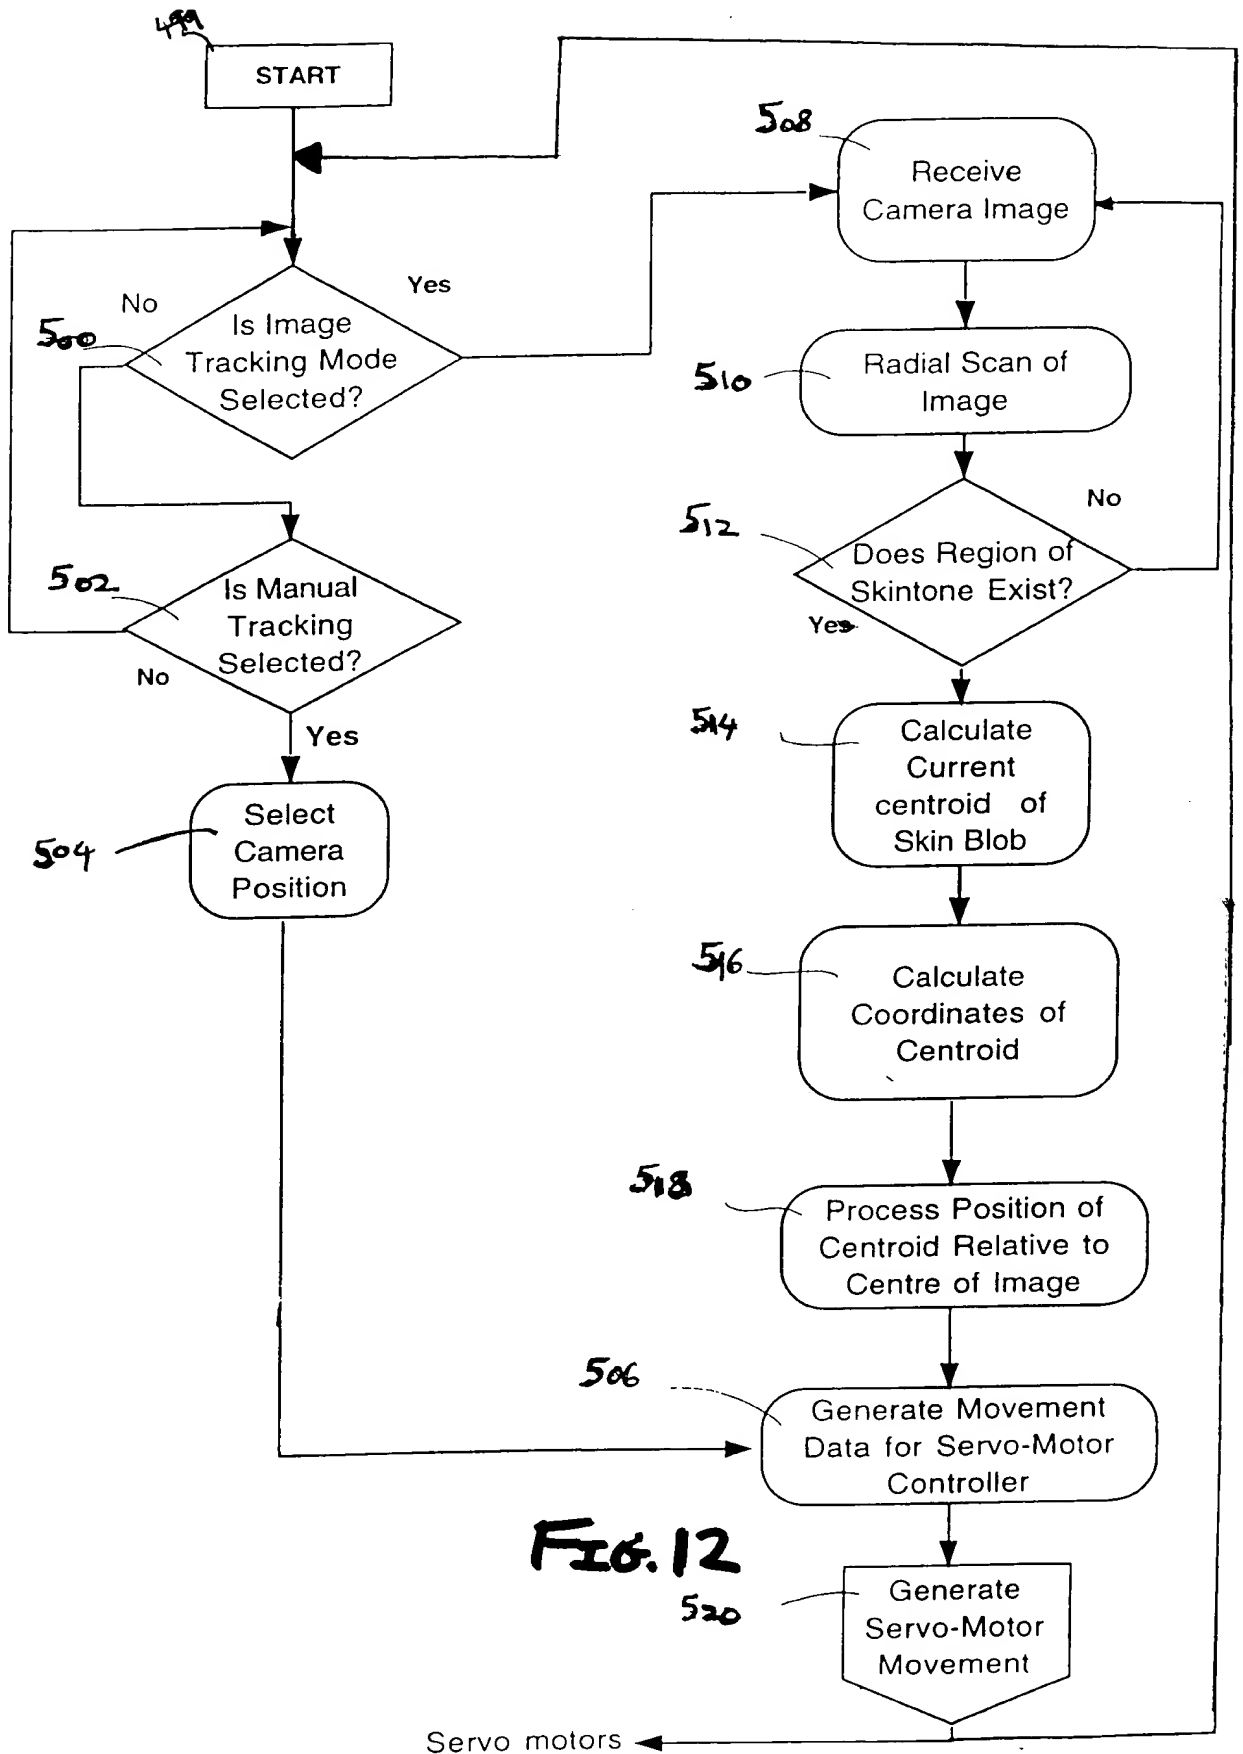 499
START
508
Receive
Camera Image
No
Yes
500
Is Image
Tracking Mode
Selected?
510
Radial Scan of
Image
512
No
Does Region of
Skintone Exist?
Yes
502
Is Manual
Tracking
Selected?
No
Yes
514
Calculate
Current
centroid of
Skin Blob
504
Select
Camera
Position
516
Calculate
Coordinates of
Centroid
518
Process Position of
Centroid Relative to
Centre of Image
506
Generate Movement
Data for Servo-Motor
Controller
FIG. 12
520
Generate
Servo-Motor
Movement
Servo motors